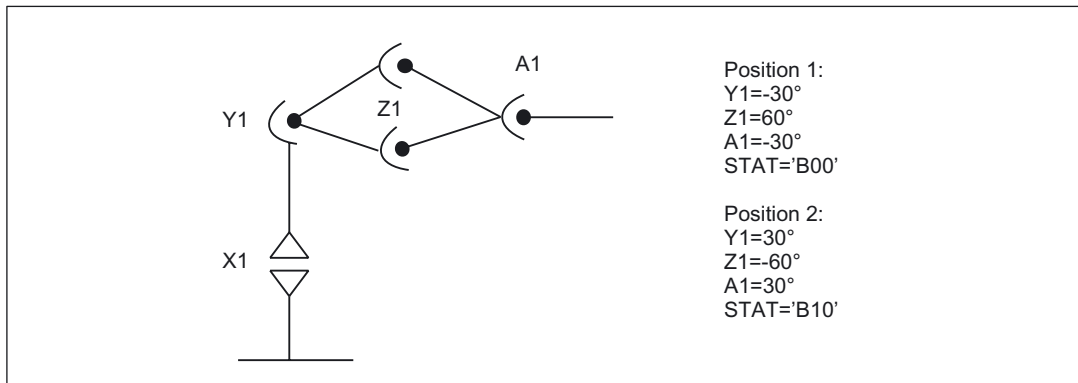 A1
Z1
Y1
X1
Position 1:
Y1=-30°
Z1=60°
A1=-30°
STAT='B00’
Position 2:
Y1=30°
Z1=-60°
A1=30°
STAT='B10’